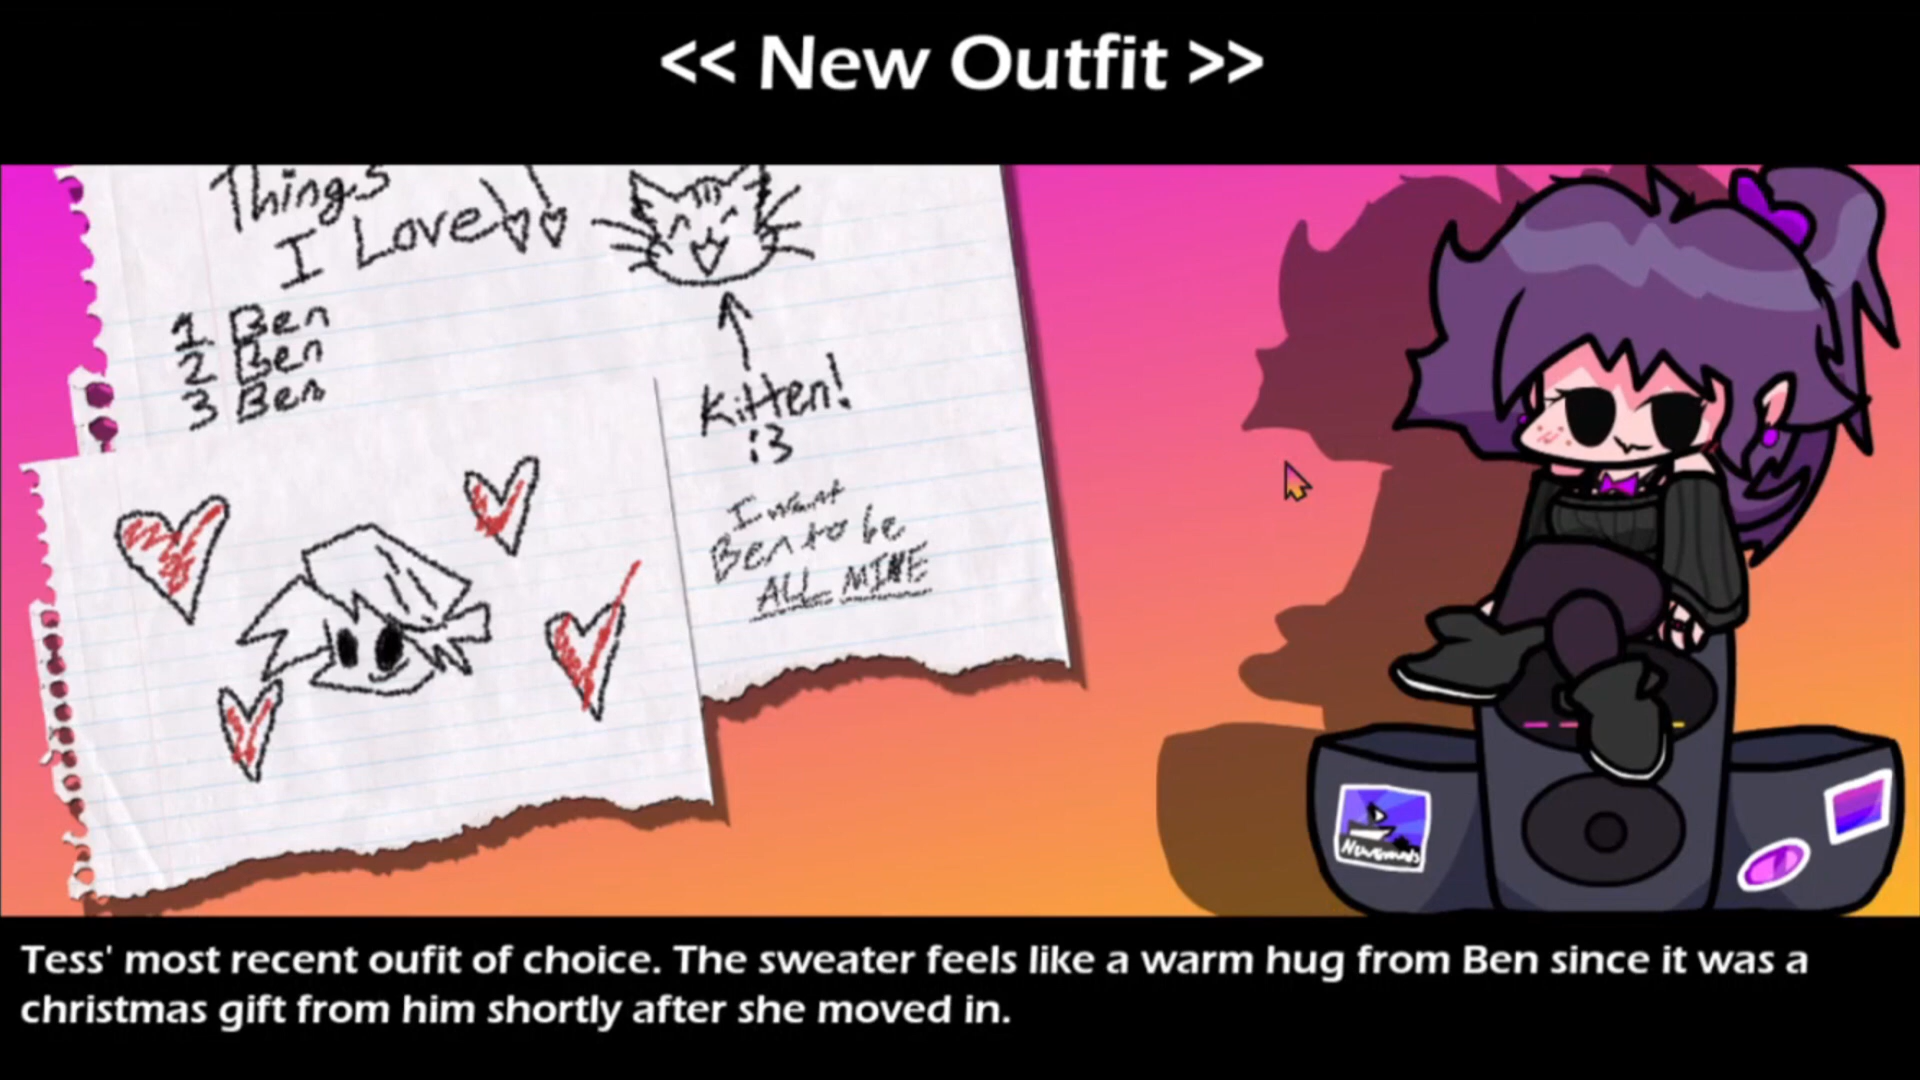 << New Outfit >>
Things
I Love!!
1 Ben
2 Ben
3 Ben
Kitten!
:3
I want
Ben to be
ALL MINE
Newgrounds
Tess' most recent oufit of choice. The sweater feels like a warm hug from Ben since it was a
christmas gift from him shortly after she moved in.